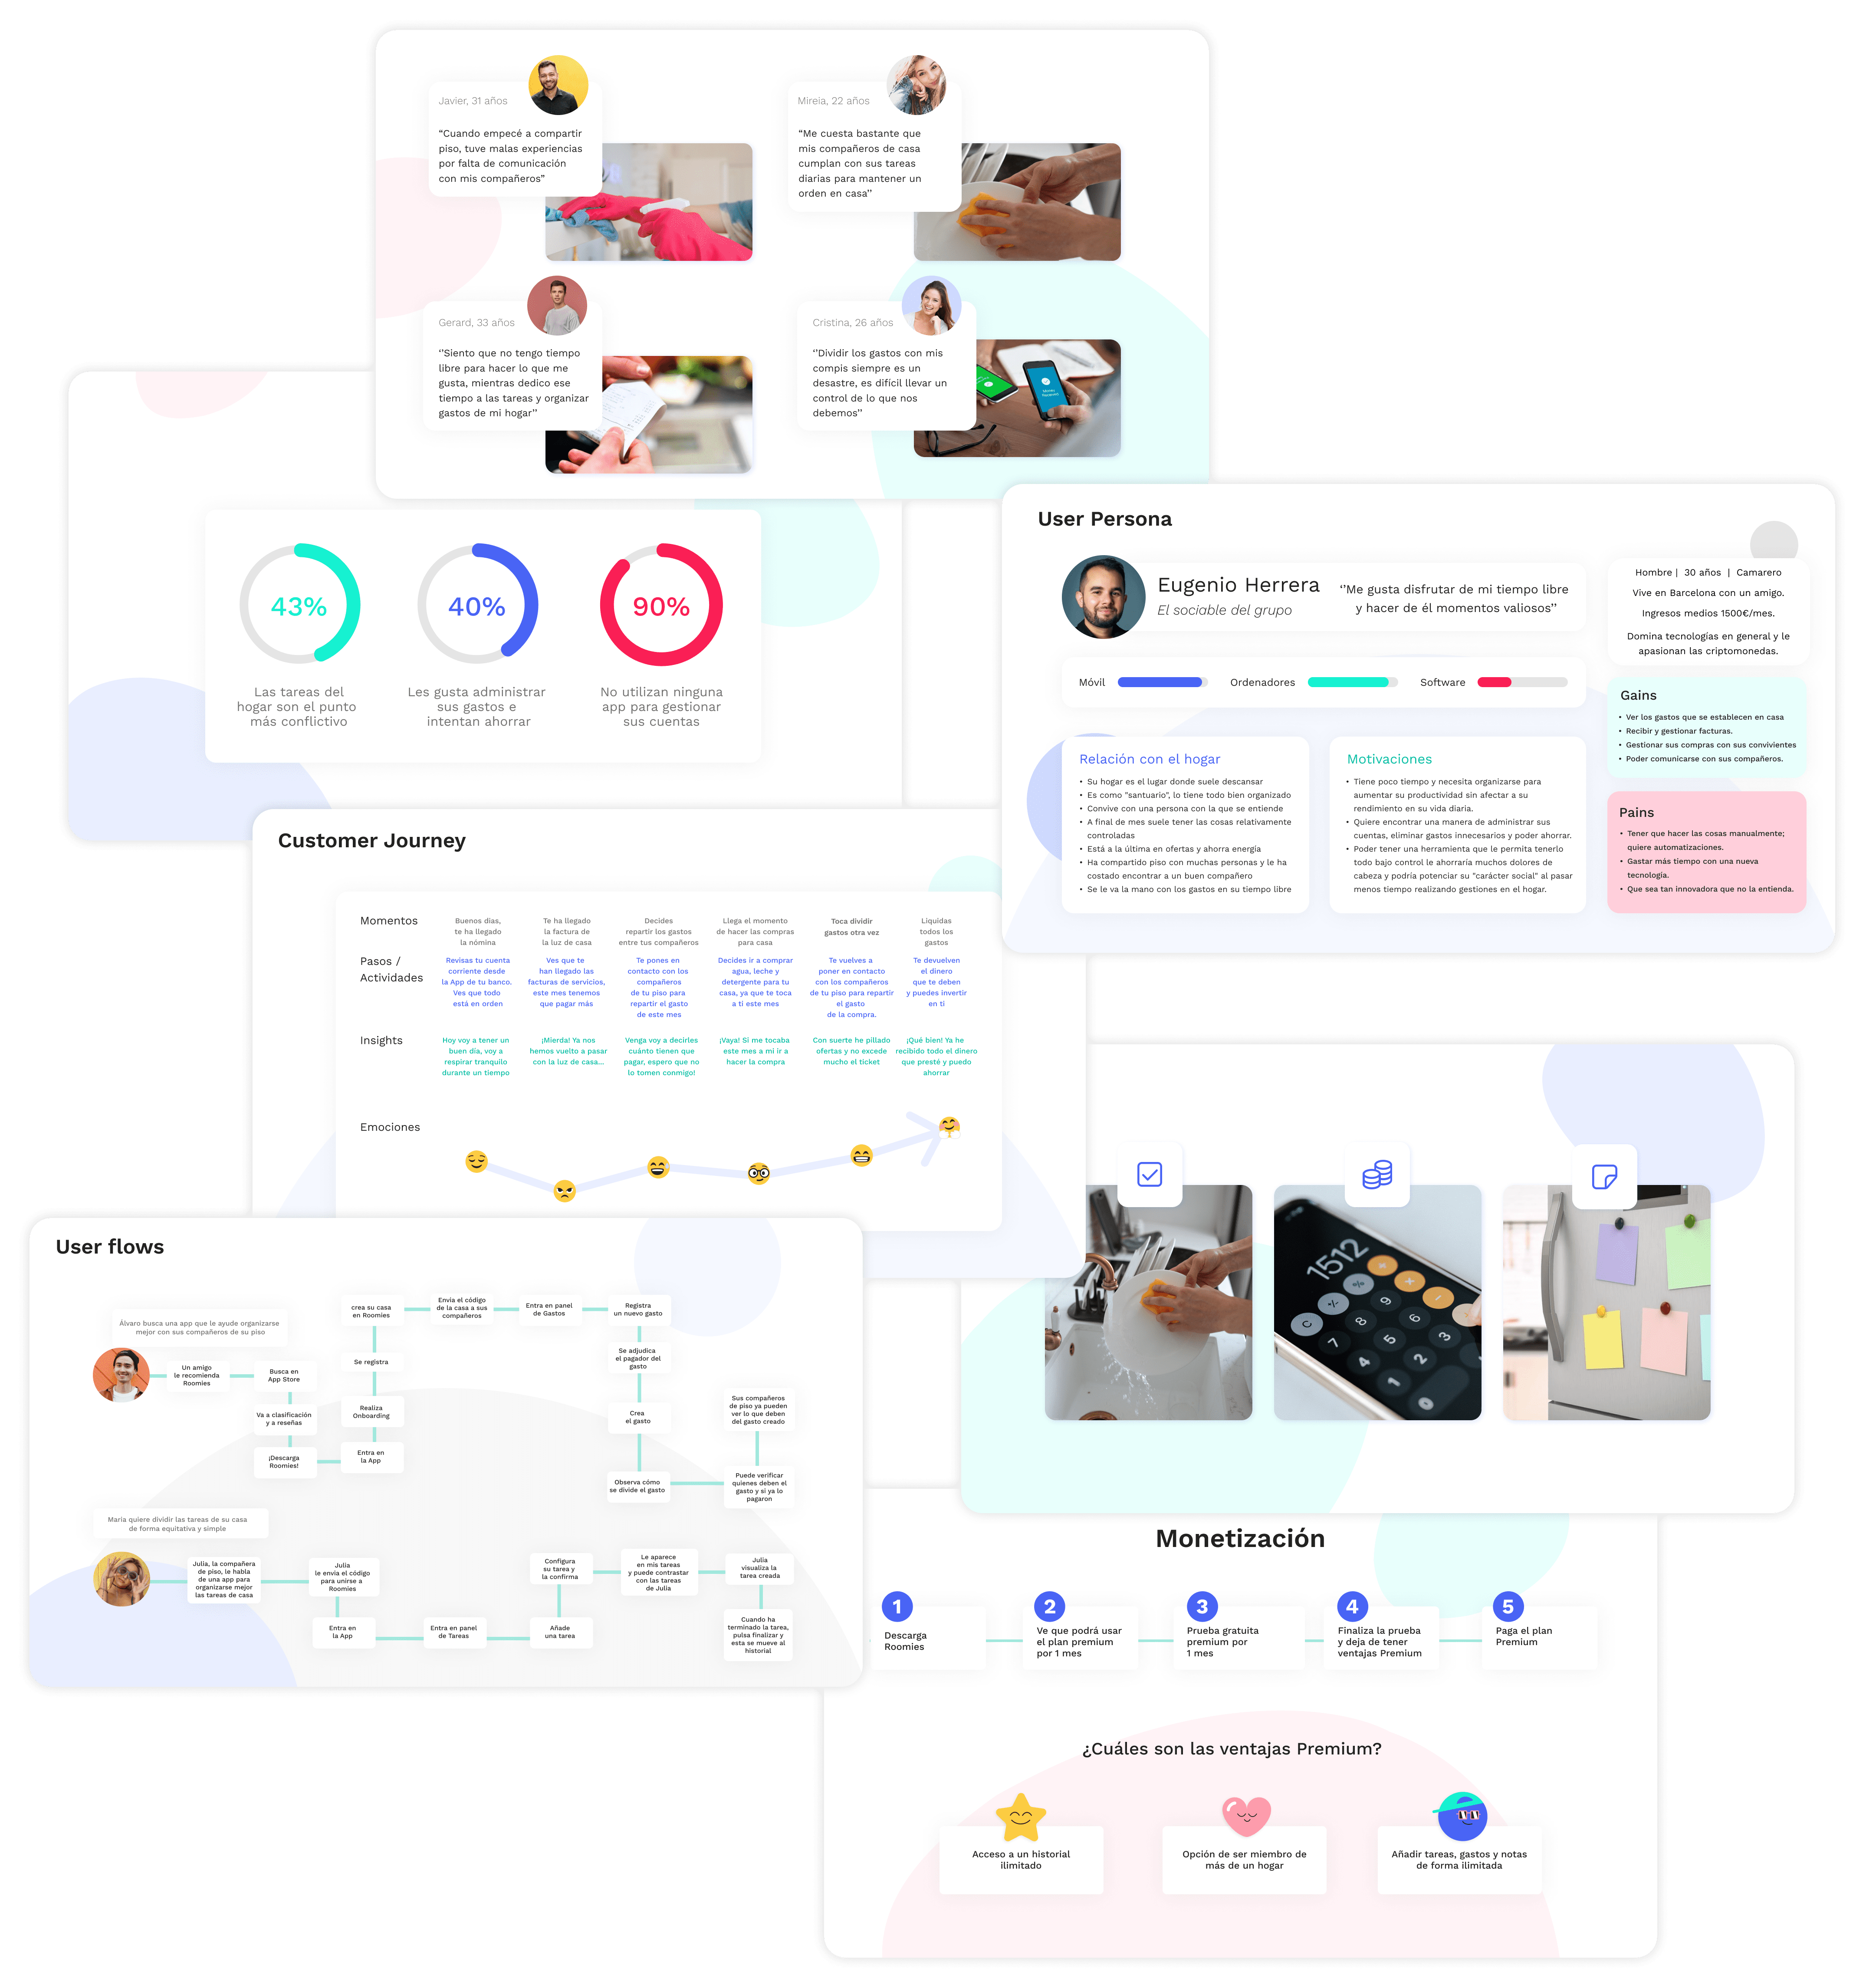 Javier, 31 años
“Cuando empecé a compartir
piso, tuve malas experiencias
por falta de comunicación
con mis compañeros”
Mireia, 22 años
“Me cuesta bastante que
mis compañeros de casa
cumplan con sus tareas
diarias para mantener un
orden en casa’’
Gerard, 33 años
‘’Siento que no tengo tiempo
libre para hacer lo que me
gusta, mientras dedico ese
tiempo a las tareas y organizar
gastos de mi hogar’’
Cristina, 26 años
‘’Dividir los gastos con mis
compis siempre es un
desastre, es difícil llevar un
control de lo que nos
debemos’’
43%
Las tareas del
hogar son el punto
más conflictivo
40%
Les gusta administrar
sus gastos e
intentan ahorrar
90%
No utilizan ninguna
app para gestionar
sus cuentas
User Persona
Eugenio Herrera
El sociable del grupo
‘’Me gusta disfrutar de mi tiempo libre
y hacer de él momentos valiosos’’
Hombre | 30 años | Camarero
Vive en Barcelona con un amigo.
Ingresos medios 1500€/mes.
Domina tecnologías en general y le
apasionan las criptomonedas.
Móvil
Ordenadores
Software
Relación con el hogar
• Su hogar es el lugar donde suele descansar
• Es como "santuario", lo tiene todo bien organizado
• Convive con una persona con la que se entiende
• A final de mes suele tener las cosas relativamente
controladas
• Está a la última en ofertas y ahorra energía
• Ha compartido piso con muchas personas y le ha
costado encontrar a un buen compañero
• Se le va la mano con los gastos en su tiempo libre
Motivaciones
• Tiene poco tiempo y necesita organizarse para
aumentar su productividad sin afectar a su
rendimiento en su vida diaria.
• Quiere encontrar una manera de administrar sus
cuentas, eliminar gastos innecesarios y poder ahorrar.
• Poder tener una herramienta que le permita tenerlo
todo bajo control le ahorraría muchos dolores de
cabeza y podría potenciar su "carácter social" al pasar
menos tiempo realizando gestiones en el hogar.
Gains
• Ver los gastos que se establecen en casa
• Recibir y gestionar facturas.
• Gestionar sus compras con sus convivientes
• Poder comunicarse con sus compañeros.
Pains
• Tener que hacer las cosas manualmente;
quiere automatizaciones.
• Gastar más tiempo con una nueva
tecnología.
• Que sea tan innovadora que no la entienda.
Customer Journey
Momentos
Buenos días,
te ha llegado
la nómina
Te ha llegado
la factura de
la luz de casa
Decides
repartir los gastos
entre tus compañeros
Llega el momento
de hacer las compras
para casa
Toca dividir
gastos otra vez
Liquidas
todos los
gastos
Pasos /
Actividades
Revisas tu cuenta
corriente desde
la App de tu banco.
Ves que todo
está en orden
Ves que te
han llegado las
facturas de servicios,
este mes tenemos
que pagar más
Te pones en
contacto con los
compañeros
de tu piso para
repartir el gasto
de este mes
Decides ir a comprar
agua, leche y
detergente para tu
casa, ya que te toca
a ti este mes
Te vuelves a
poner en contacto
con los compañeros
de tu piso para repartir
el gasto
de la compra.
Te devuelven
el dinero
que te deben
y puedes invertir
en ti
Insights
Hoy voy a tener un
buen día, voy a
respirar tranquilo
durante un tiempo
¡Mierda! Ya nos
hemos vuelto a pasar
con la luz de casa...
Venga voy a decirles
cuánto tienen que
pagar, espero que no
lo tomen conmigo!
¡Vaya! Si me tocaba
este mes a mi ir a
hacer la compra
Con suerte he pillado
ofertas y no excede
mucho el ticket
¡Qué bien! Ya he
recibido todo el dinero
que presté y puedo
ahorrar
Emociones
1512
C
+/-
%
÷
7
8
9
4
5
6
1
2
3
0
User flows
Álvaro busca una app que le ayude organizarse
mejor con sus compañeros de su piso
Un amigo
le recomienda
Roomies
Busca en
App Store
Va a clasificación
y a reseñas
¡Descarga
Roomies!
Entra en
la App
Realiza
Onboarding
Se registra
crea su casa
en Roomies
Envía el código
de la casa a sus
compañeros
Entra en panel
de Gastos
Registra
un nuevo gasto
Se adjudica
el pagador del
gasto
Crea
el gasto
Observa cómo
se divide el gasto
Puede verificar
quienes deben el
gasto y si ya lo
pagaron
Sus compañeros
de piso ya pueden
ver lo que deben
del gasto creado
Maria quiere dividir las tareas de su casa
de forma equitativa y simple
Julia, la compañera
de piso, le habla
de una app para
organizarse mejor
las tareas de casa
Julia
le envía el código
para unirse a
Roomies
Entra en
la App
Entra en panel
de Tareas
Añade
una tarea
Configura
su tarea y
la confirma
Le aparece
en mis tareas
y puede contrastar
con las tareas
de Julia
Julia
visualiza la
tarea creada
Cuando ha
terminado la tarea,
pulsa finalizar y
esta se mueve al
historial
Monetización
1
Descarga
Roomies
2
Ve que podrá usar
el plan premium
por 1 mes
3
Prueba gratuita
premium por
1 mes
4
Finaliza la prueba
y deja de tener
ventajas Premium
5
Paga el plan
Premium
¿Cuáles son las ventajas Premium?
Acceso a un historial
ilimitado
Opción de ser miembro de
más de un hogar
Añadir tareas, gastos y notas
de forma ilimitada